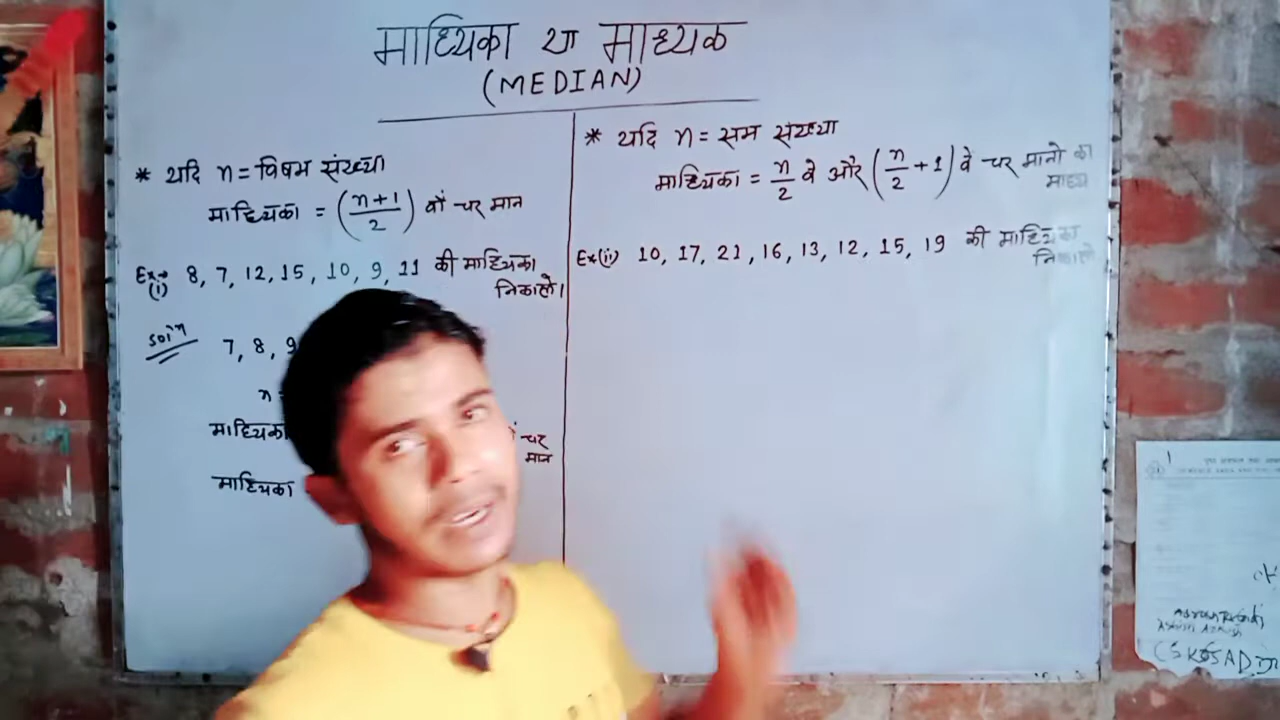 माध्यिका या माध्यक
(MEDIAN)
* यदि n = विषम संख्या
माध्यिका = (n+1/2) वाँ चर मान
Ex→ (i) 8, 7, 12, 15, 10, 9, 11 की माध्यिका
निकालो।
Soln
7, 8, 9
n
माध्यिका
चर
मान
माध्यिका
* यदि n = सम संख्या
माध्यिका = n/2 वे और (n/2 + 1) वे चर मानो का
माध्य
Ex(ii) 10, 17, 21, 16, 13, 12, 15, 19 की माध्यिका
निकालो